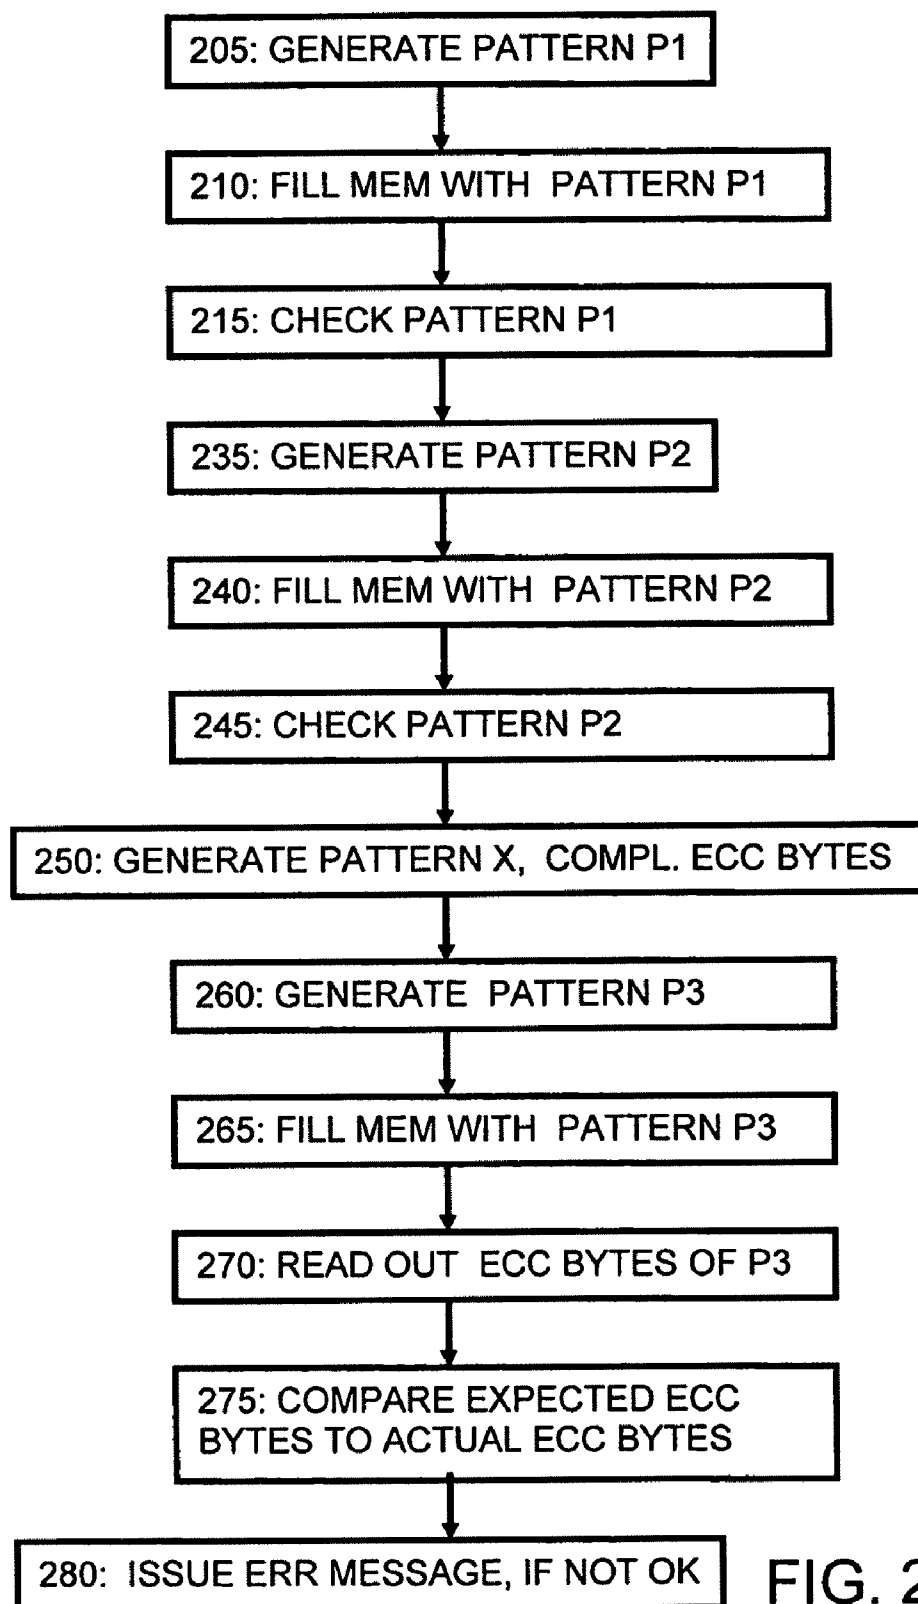 205: GENERATE PATTERN P1
210: FILL MEM WITH PATTERN P1
215: CHECK PATTERN P1
235: GENERATE PATTERN P2
240: FILL MEM WITH PATTERN P2
245: CHECK PATTERN P2
250: GENERATE PATTERN X, COMPL. ECC BYTES
260: GENERATE PATTERN P3
265: FILL MEM WITH PATTERN P3
270: READ OUT ECC BYTES OF P3
275: COMPARE EXPECTED ECC
BYTES TO ACTUAL ECC BYTES
280: ISSUE ERR MESSAGE, IF NOT OK
FIG. 2